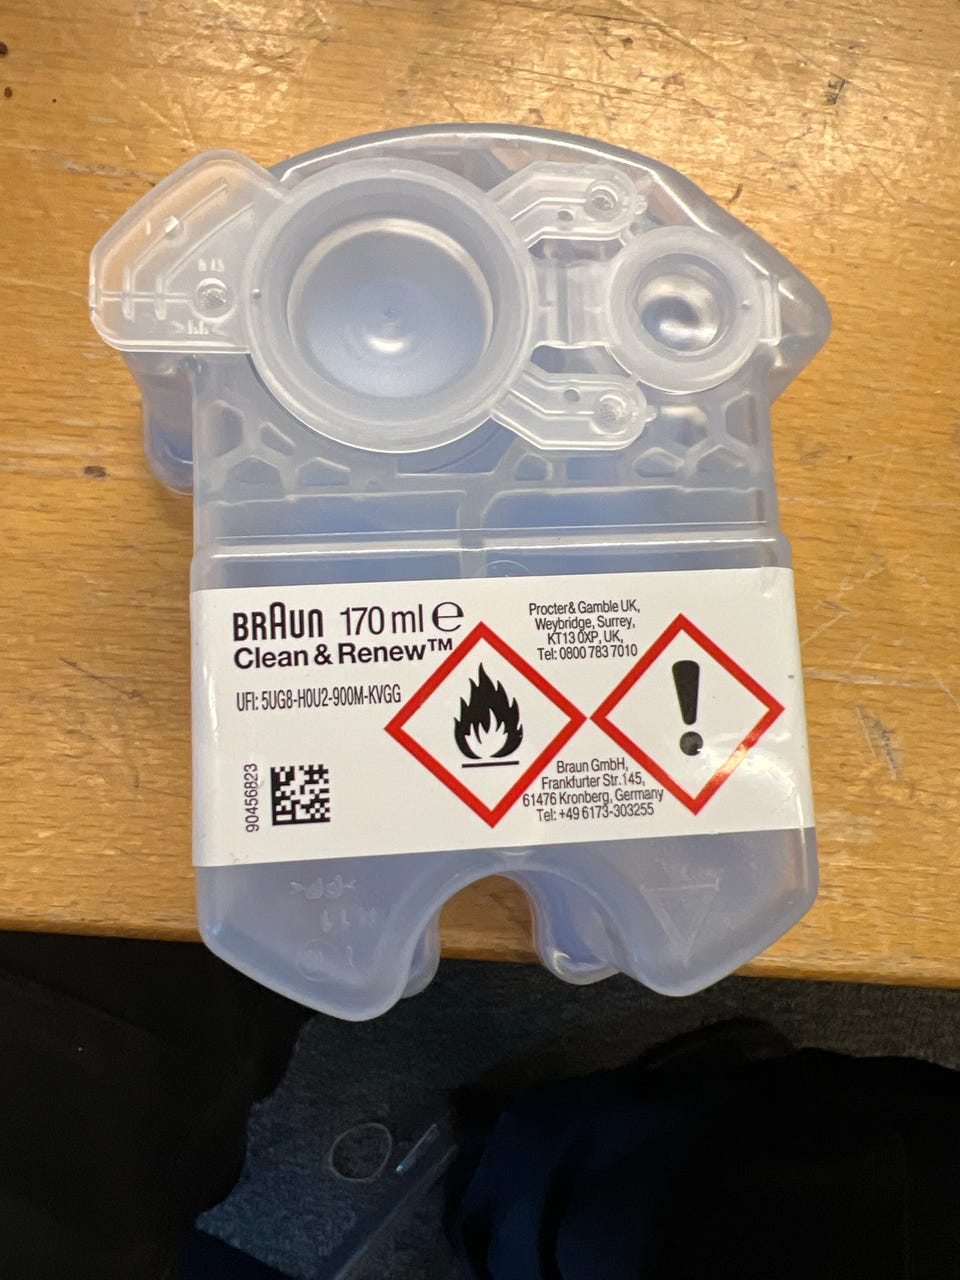 BRAUN 170 ml ℮
Clean & Renew™
UFI: 5UG8-H0U2-900M-KVGG
90456823
Procter& Gamble UK,
Weybridge, Surrey,
KT13 0XP, UK,
Tel: 0800 783 7010
Braun GmbH,
Frankfurter Str.145,
61476 Kronberg, Germany
Tel: +49 6173-303255